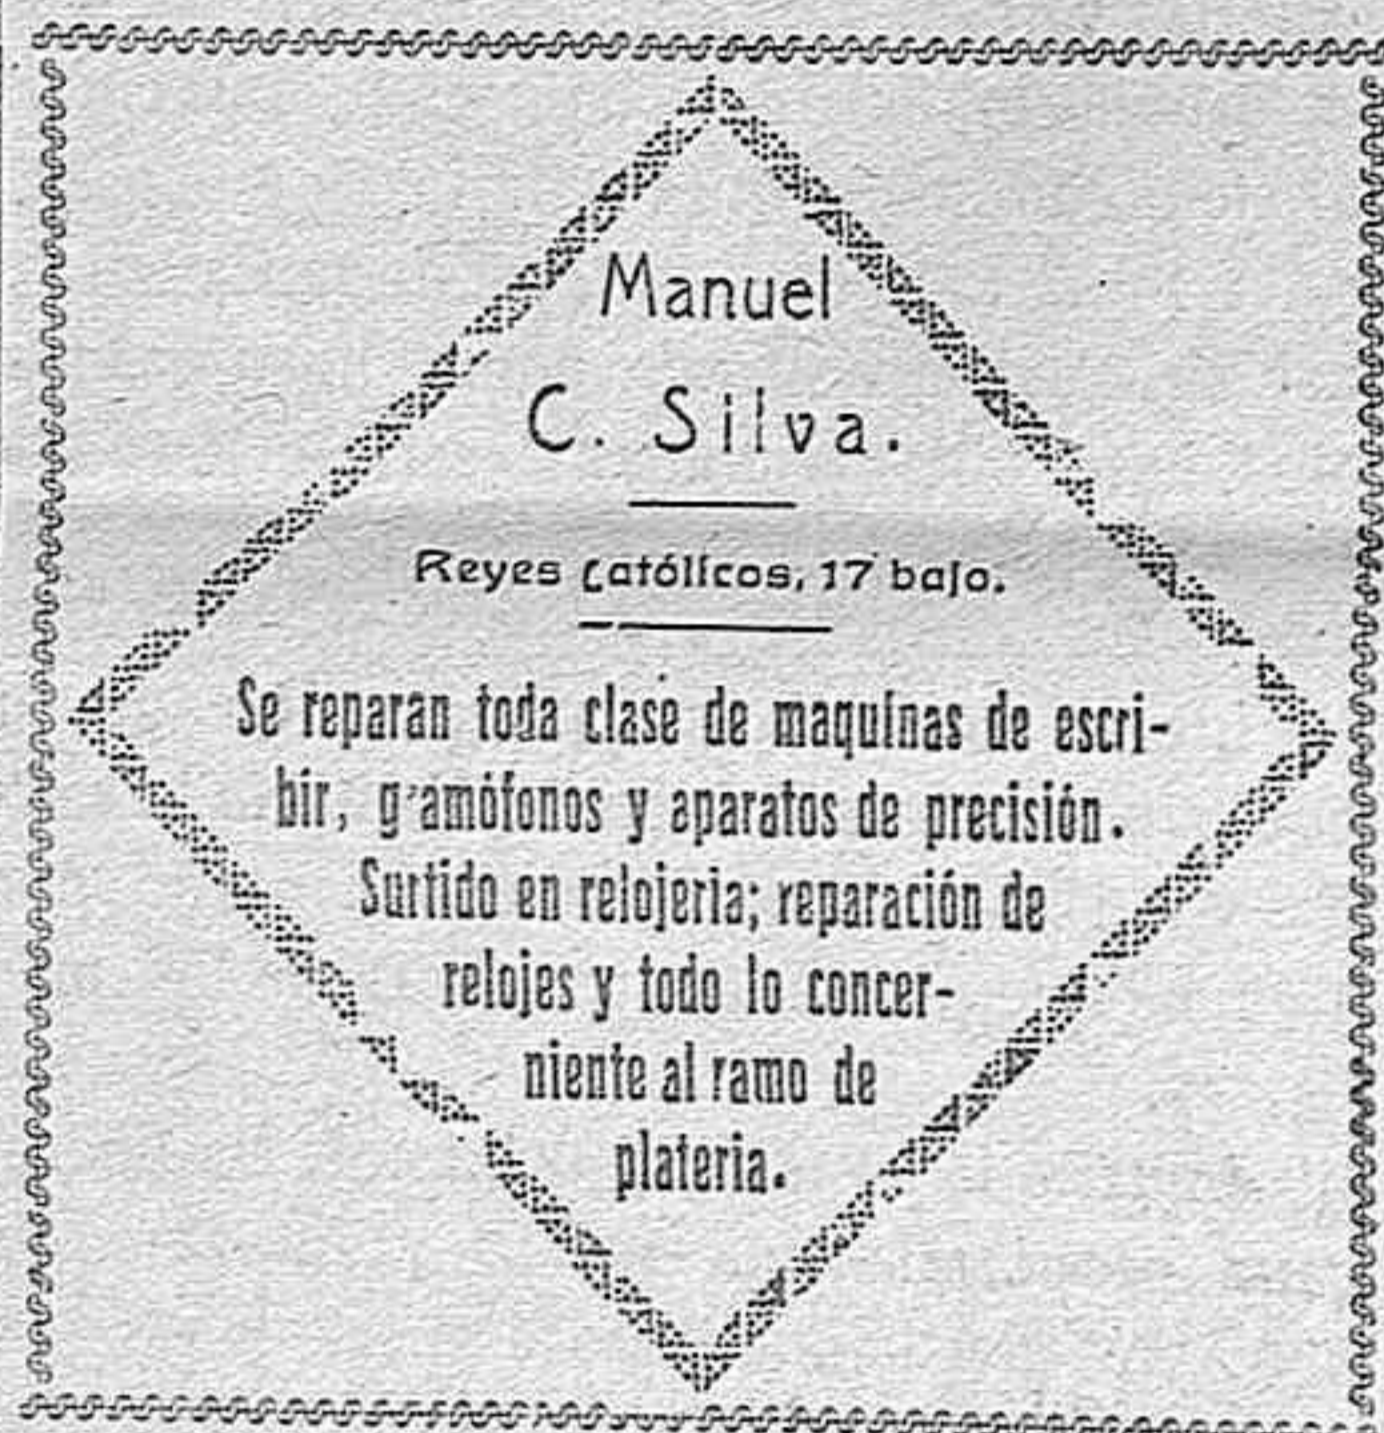 Manuel
C. Silva.
Reyes Católicos, 17 bajo.
Se reparan toda clase de maquinas de escri-
bir, gramófonos y aparatos de precisión.
Surtido en relojeria; reparación de
relojes y todo lo concer-
niente al ramo de
plateria.